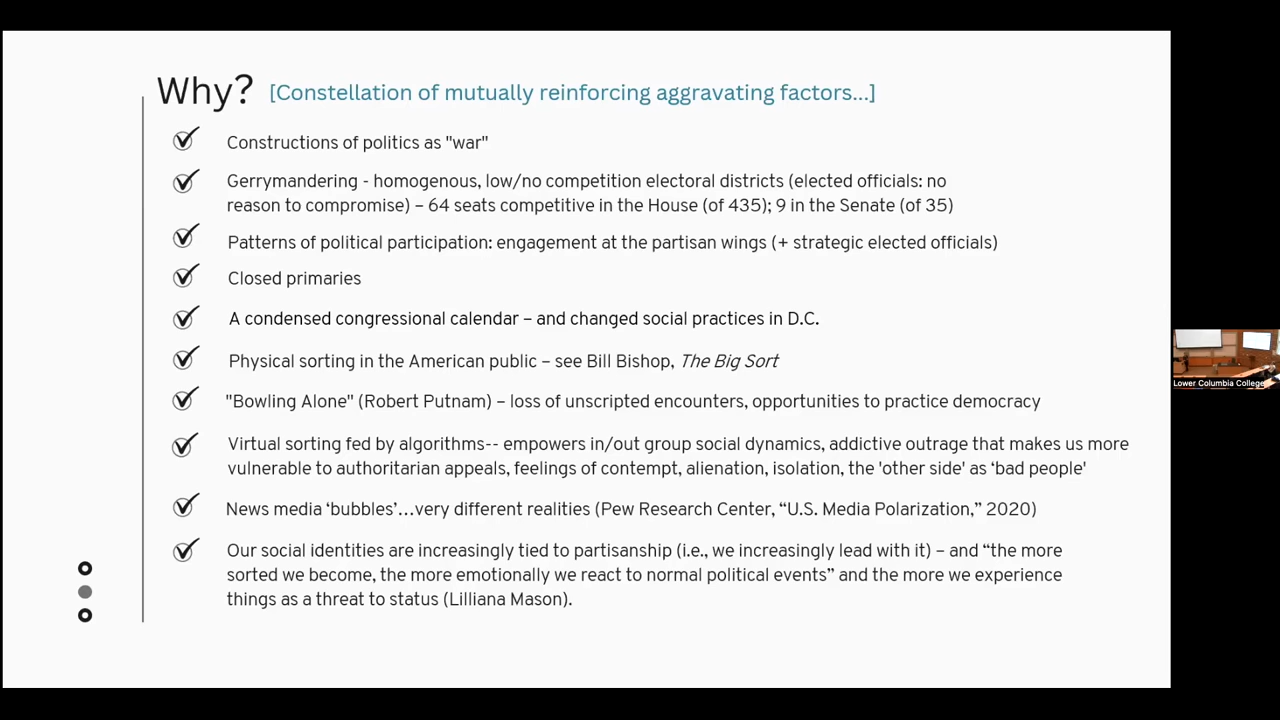 Why? [Constellation of mutually reinforcing aggravating factors...]
Constructions of politics as "war"
Gerrymandering - homogenous, low/no competition electoral districts (elected officials: no
reason to compromise) – 64 seats competitive in the House (of 435); 9 in the Senate (of 35)
Patterns of political participation: engagement at the partisan wings (+ strategic elected officials)
Closed primaries
A condensed congressional calendar – and changed social practices in D.C.
Physical sorting in the American public – see Bill Bishop, The Big Sort
"Bowling Alone" (Robert Putnam) – loss of unscripted encounters, opportunities to practice democracy
Virtual sorting fed by algorithms-- empowers in/out group social dynamics, addictive outrage that makes us more
vulnerable to authoritarian appeals, feelings of contempt, alienation, isolation, the 'other side' as ‘bad people’
News media ‘bubbles’...very different realities (Pew Research Center, “U.S. Media Polarization,” 2020)
Our social identities are increasingly tied to partisanship (i.e., we increasingly lead with it) – and “the more
sorted we become, the more emotionally we react to normal political events” and the more we experience
things as a threat to status (Lilliana Mason).
Lower Columbia College